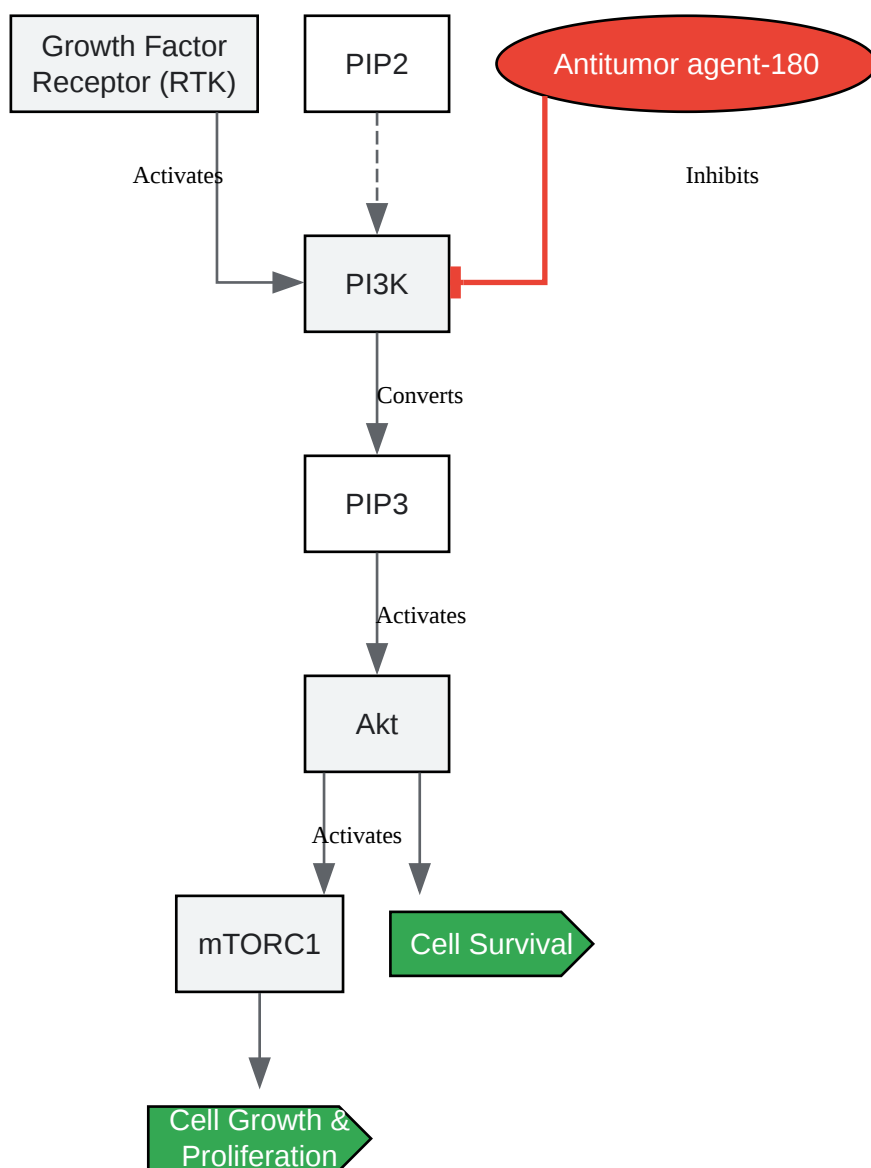 Growth Factor
Receptor (RTK)
PIP2
Antitumor agent-180
Activates
Inhibits
PI3K
Converts
PIP3
Activates
Akt
Activates
mTORC1
Cell Survival
Cell Growth &
Proliferation